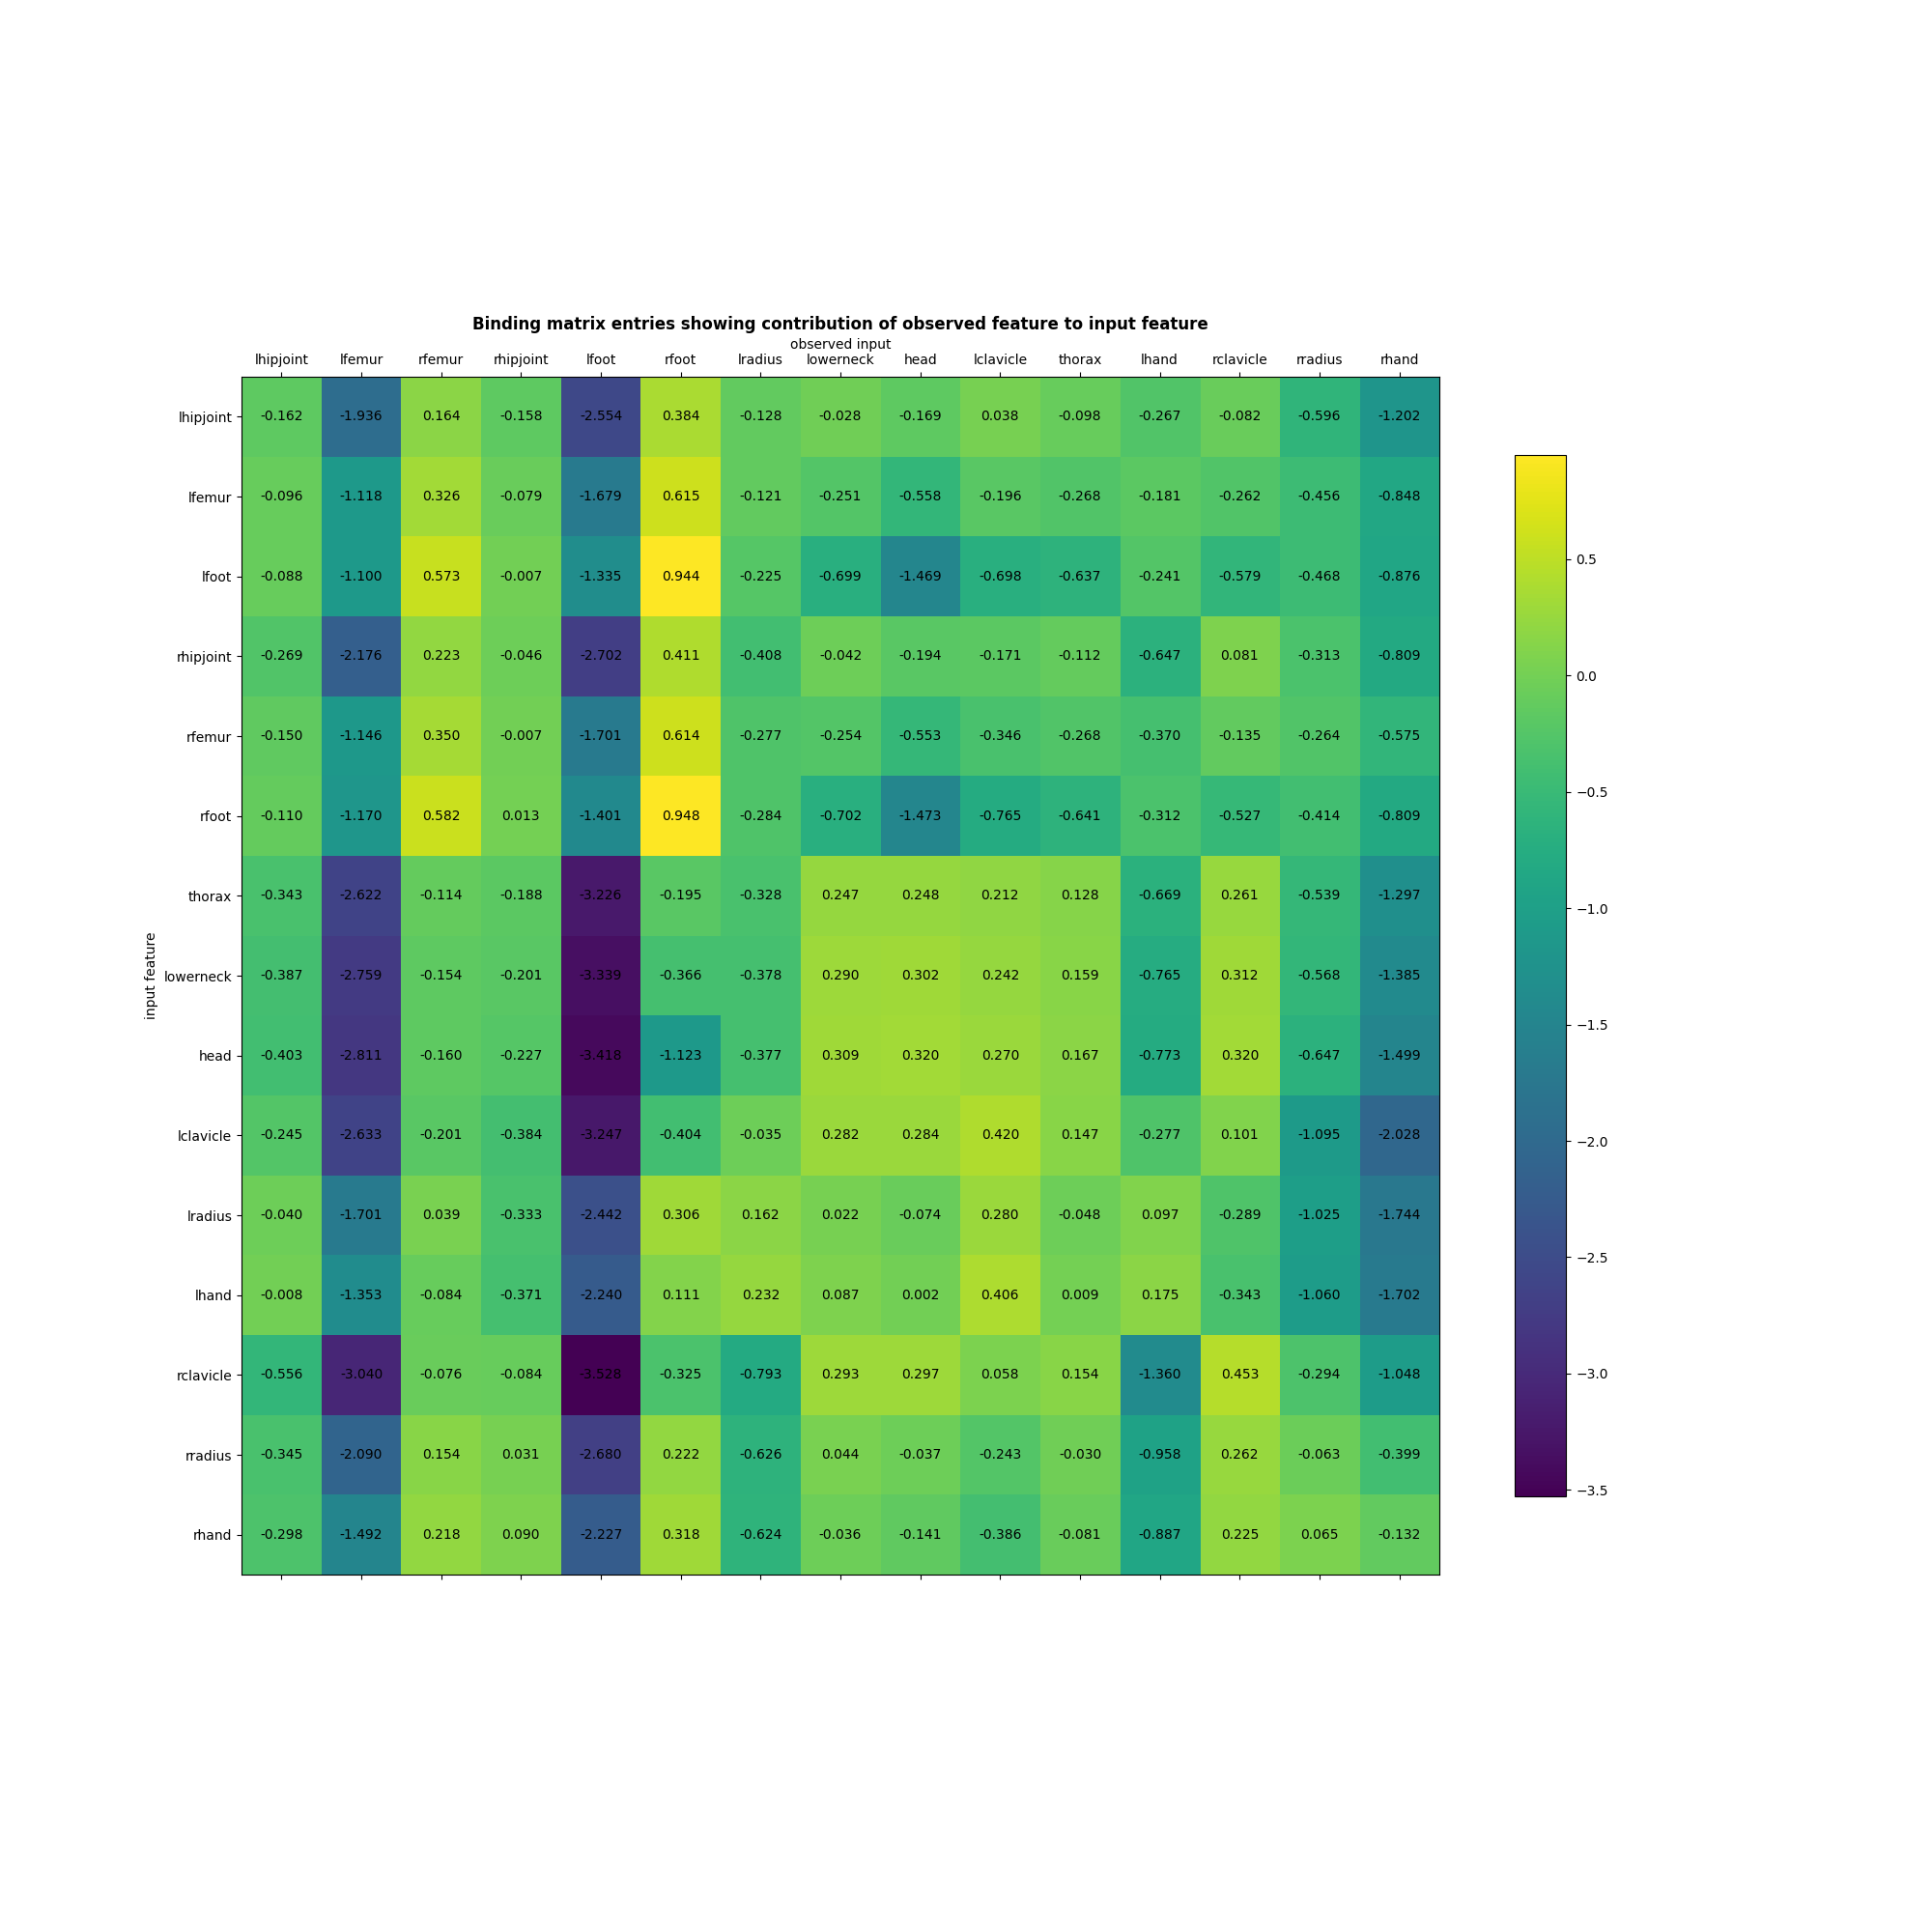 Binding matrix entries showing contribution of observed feature to input feature
observed input
lhipjoint lfemur rfemur rhipjoint lfoot rfoot lradius lowerneck head lclavicle thorax lhand rclavicle rradius rhand
lhipjoint -0.162 -1.936 0.164 -0.158 -2.554 0.384 -0.128 -0.028 -0.169 0.038 -0.098 -0.267 -0.082 -0.596 -1.202
lfemur -0.096 -1.118 0.326 -0.079 -1.679 0.615 -0.121 -0.251 -0.558 -0.196 -0.268 -0.181 -0.262 -0.456 -0.848
lfoot -0.088 -1.100 0.573 -0.007 -1.335 0.944 -0.225 -0.699 -1.469 -0.698 -0.637 -0.241 -0.579 -0.468 -0.876
rhipjoint -0.269 -2.176 0.223 -0.046 -2.702 0.411 -0.408 -0.042 -0.194 -0.171 -0.112 -0.647 0.081 -0.313 -0.809
rfemur -0.150 -1.146 0.350 -0.007 -1.701 0.614 -0.277 -0.254 -0.553 -0.346 -0.268 -0.370 -0.135 -0.264 -0.575
rfoot -0.110 -1.170 0.582 0.013 -1.401 0.948 -0.284 -0.702 -1.473 -0.765 -0.641 -0.312 -0.527 -0.414 -0.809
thorax -0.343 -2.622 -0.114 -0.188 -3.226 -0.195 -0.328 0.247 0.248 0.212 0.128 -0.669 0.261 -0.539 -1.297
lowerneck -0.387 -2.759 -0.154 -0.201 -3.339 -0.366 -0.378 0.290 0.302 0.242 0.159 -0.765 0.312 -0.568 -1.385
head -0.403 -2.811 -0.160 -0.227 -3.418 -1.123 -0.377 0.309 0.320 0.270 0.167 -0.773 0.320 -0.647 -1.499
lclavicle -0.245 -2.633 -0.201 -0.384 -3.247 -0.404 -0.035 0.282 0.284 0.420 0.147 -0.277 0.101 -1.095 -2.028
lradius -0.040 -1.701 0.039 -0.333 -2.442 0.306 0.162 0.022 -0.074 0.280 -0.048 0.097 -0.289 -1.025 -1.744
lhand -0.008 -1.353 -0.084 -0.371 -2.240 0.111 0.232 0.087 0.002 0.406 0.009 0.175 -0.343 -1.060 -1.702
rclavicle -0.556 -3.040 -0.076 -0.084 -3.528 -0.325 -0.793 0.293 0.297 0.058 0.154 -1.360 0.453 -0.294 -1.048
rradius -0.345 -2.090 0.154 0.031 -2.680 0.222 -0.626 0.044 -0.037 -0.243 -0.030 -0.958 0.262 -0.063 -0.399
rhand -0.298 -1.492 0.218 0.090 -2.227 0.318 -0.624 -0.036 -0.141 -0.386 -0.081 -0.887 0.225 0.065 -0.132
input feature
0.5
0.0
−0.5
−1.0
−1.5
−2.0
−2.5
−3.0
−3.5